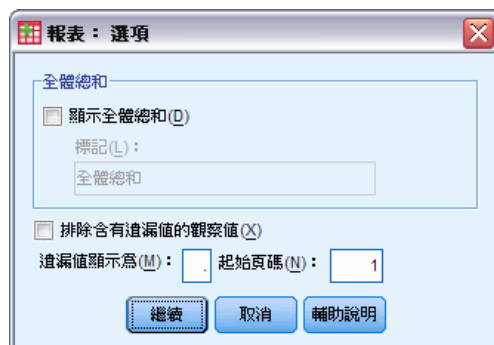 報表： 選項
全體總和
顯示全體總和(D)
標記(L)：
全體總和
排除含有遺漏值的觀察值(X)
遺漏值顯示為(M)： . 起始頁碼(N)： 1
繼續 取消 輔助說明